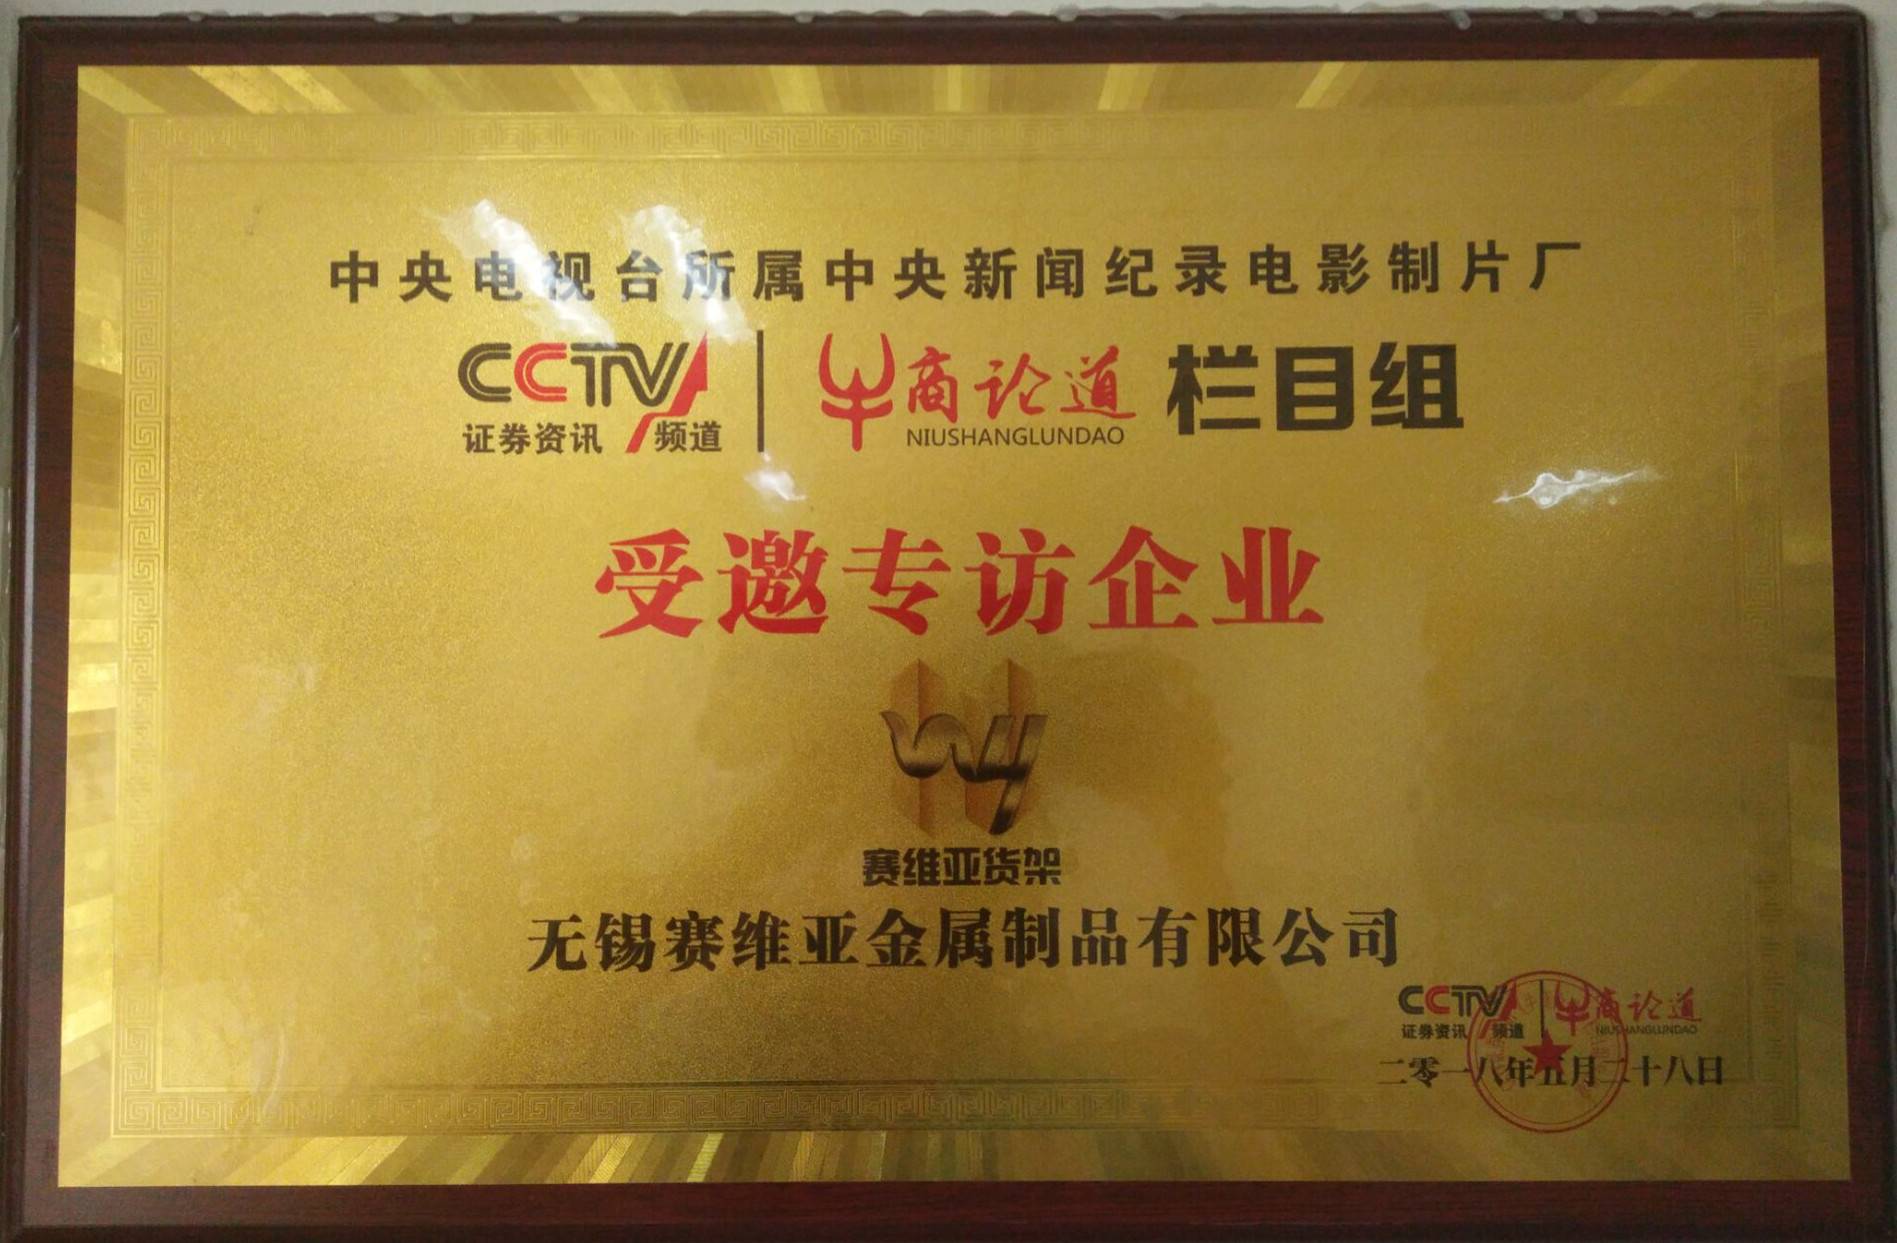 中央电视台所属中央新闻纪录电影制片厂
CCTV 证券资讯频道 | 牛商论道 NIUSHANGLUNDAO 栏目组
受邀专访企业
赛维亚货架
无锡赛维亚金属制品有限公司
CCTV 证券资讯频道 | 牛商论道 NIUSHANGLUNDAO
二零一八年五月二十八日